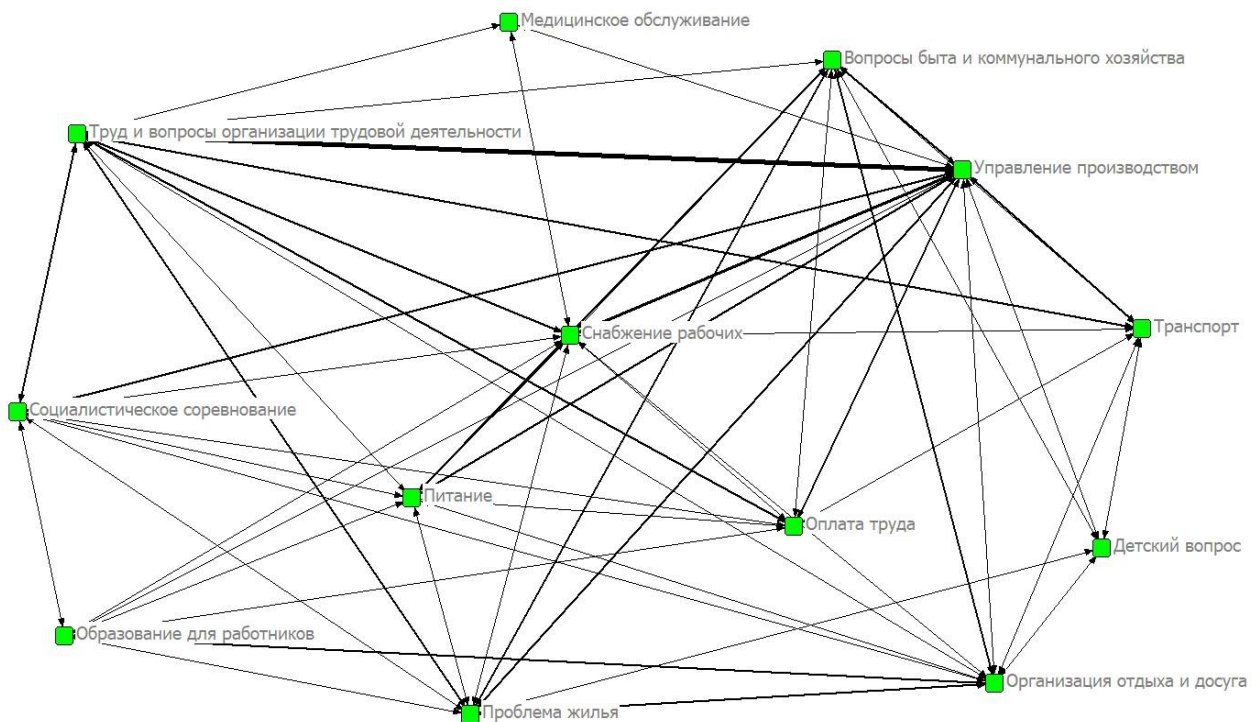 Медицинское обслуживание
Вопросы быта и коммунального хозяйства
Труд и вопросы организации трудовой деятельности
Управление производством
Транспорт
Снабжение рабочих
Социалистическое соревнование
Питание
Оплата труда
Детский вопрос
Образование для работников
Организация отдыха и досуга
Проблема жилья